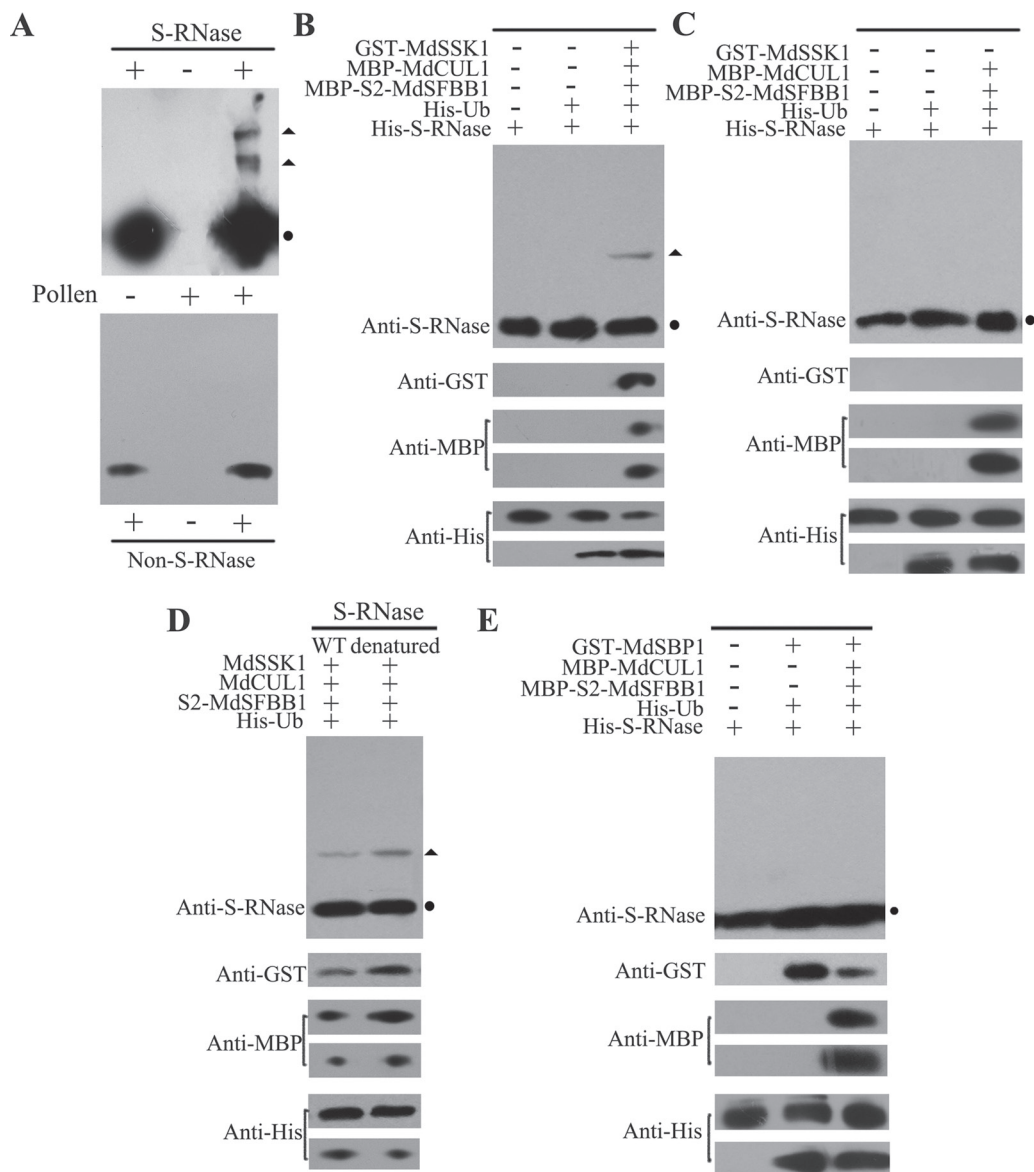 A
S-RNase
+ - +
Pollen - + +
+ - +
Non-S-RNase
B
GST-MdSSK1 - - +
MBP-MdCUL1 - - +
MBP-S2-MdSFBB1 - - +
His-Ub - + +
His-S-RNase + + +
Anti-S-RNase
Anti-GST
Anti-MBP
Anti-His
C
GST-MdSSK1 - - -
MBP-MdCUL1 - - +
MBP-S2-MdSFBB1 - - +
His-Ub - + +
His-S-RNase + + +
Anti-S-RNase
Anti-GST
Anti-MBP
Anti-His
D
S-RNase
WT denatured
MdSSK1 + +
MdCUL1 + +
S2-MdSFBB1 + +
His-Ub + +
Anti-S-RNase
Anti-GST
Anti-MBP
Anti-His
E
GST-MdSBP1 - + +
MBP-MdCUL1 - - +
MBP-S2-MdSFBB1 - - +
His-Ub - + +
His-S-RNase + + +
Anti-S-RNase
Anti-GST
Anti-MBP
Anti-His